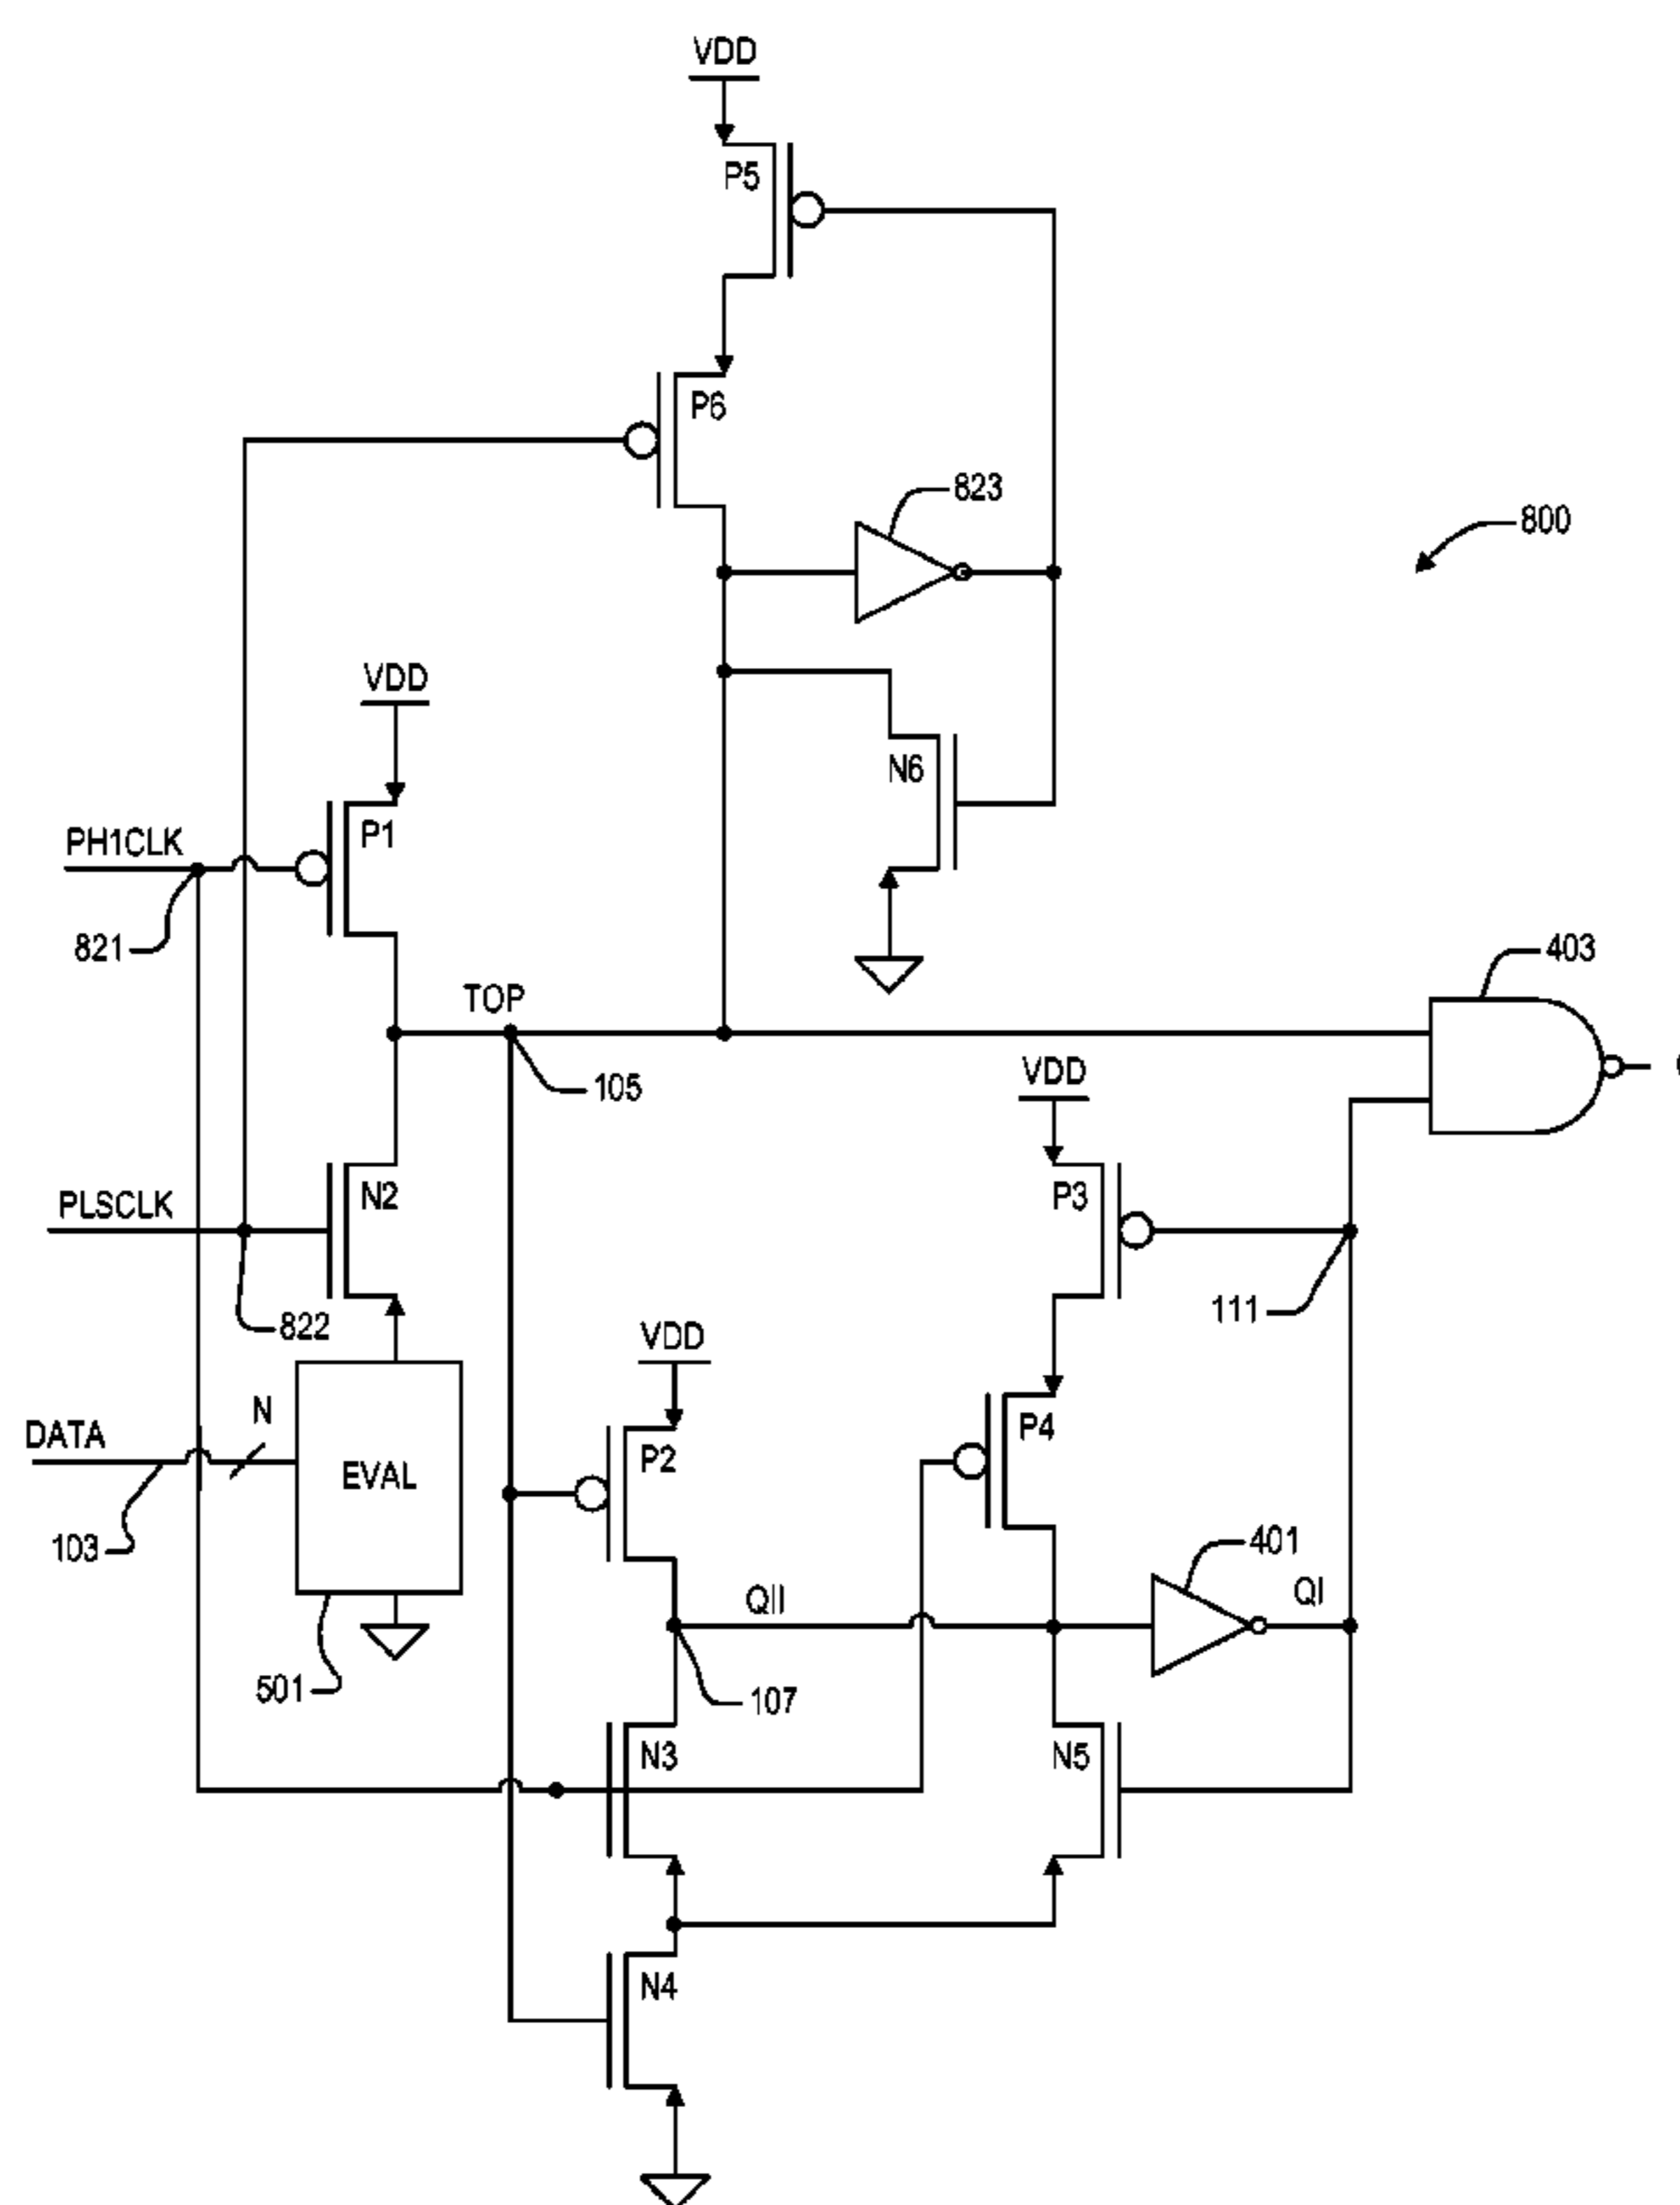 VDD
P5
P6
823
800
VDD
N6
PH1CLK
P1
821
403
TOP
105
VDD
PLSCLK
N2
P3
822
111
VDD
DATA
N
P2
P4
EVAL
103
401
QII
QI
501
107
N3
N5
N4